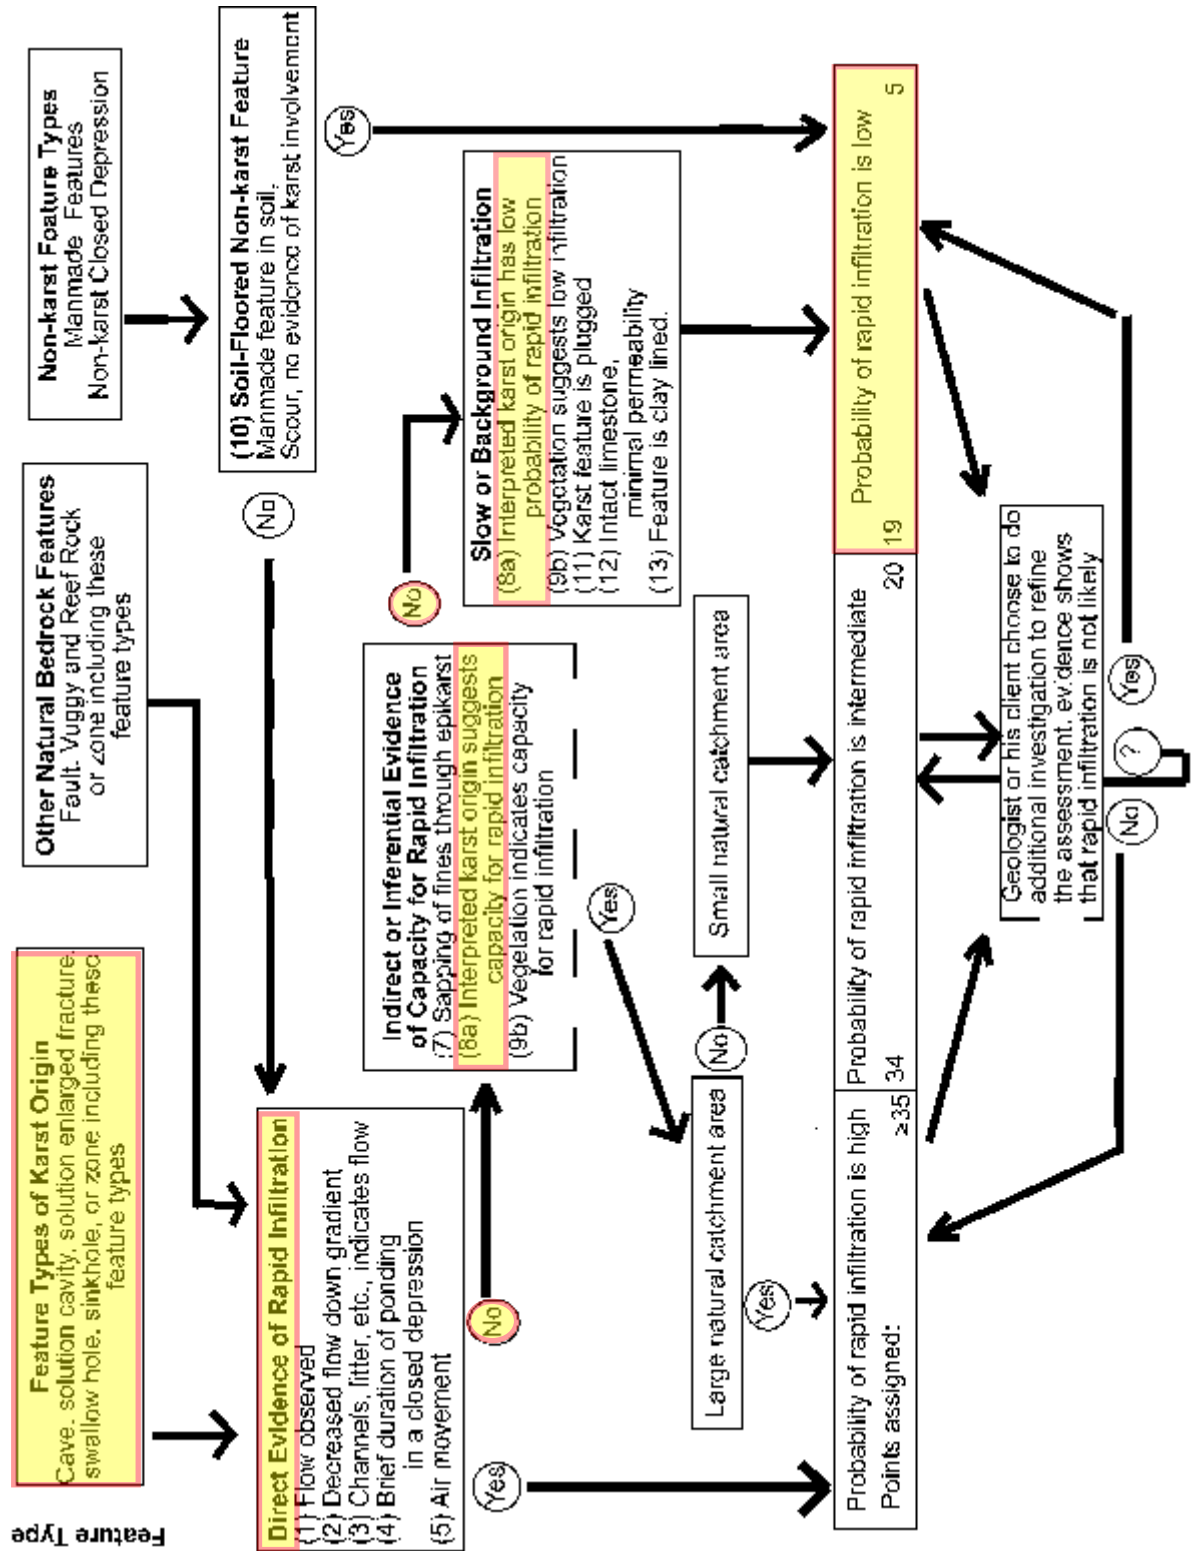 Feature Type
Feature Types of Karst Origin
Cave, solution cavity, solution enlarged fracture,
swallow hole, sinkhole, or zone including these
feature types
Other Natural Bedrock Features
Fault, Vuggy and Reef Rock
or zone including these
feature types
Non-karst Feature Types
Manmade Features
Non-karst Closed Depression
(10) Soil-Floored Non-karst Feature
Manmade feature in soil.
Scour, no evidence of karst involvement
No
Yes
Direct Evidence of Rapid Infiltration
(1) Flow observed
(2) Decreased flow down gradient
(3) Channels, litter, etc., indicates flow
(4) Brief duration of ponding
in a closed depression
(5) Air movement
Yes
No
Indirect or Inferential Evidence
of Capacity for Rapid Infiltration
(7) Sapping of fines through epikarst
(8a) Interpreted karst origin suggests
capacity for rapid infiltration
(9b) Vegetation indicates capacity
for rapid infiltration
No
Yes
Slow or Background Infiltration
(8a) Interpreted karst origin has low
probability of rapid infiltration
(9b) Vegetation suggests low infiltration
(11) Karst feature is plugged
(12) Intact limestone,
minimal permeability
(13) Feature is clay lined.
Large natural catchment area
No
Small natural catchment area
Yes
Probability of rapid infiltration is high
Points assigned: ≥35
Probability of rapid infiltration is intermediate
34 20
Probability of rapid infiltration is low
19 5
Geologist or his client choose to do
additional investigation to refine
the assessment, evidence shows
that rapid infiltration is not likely
No
?
Yes